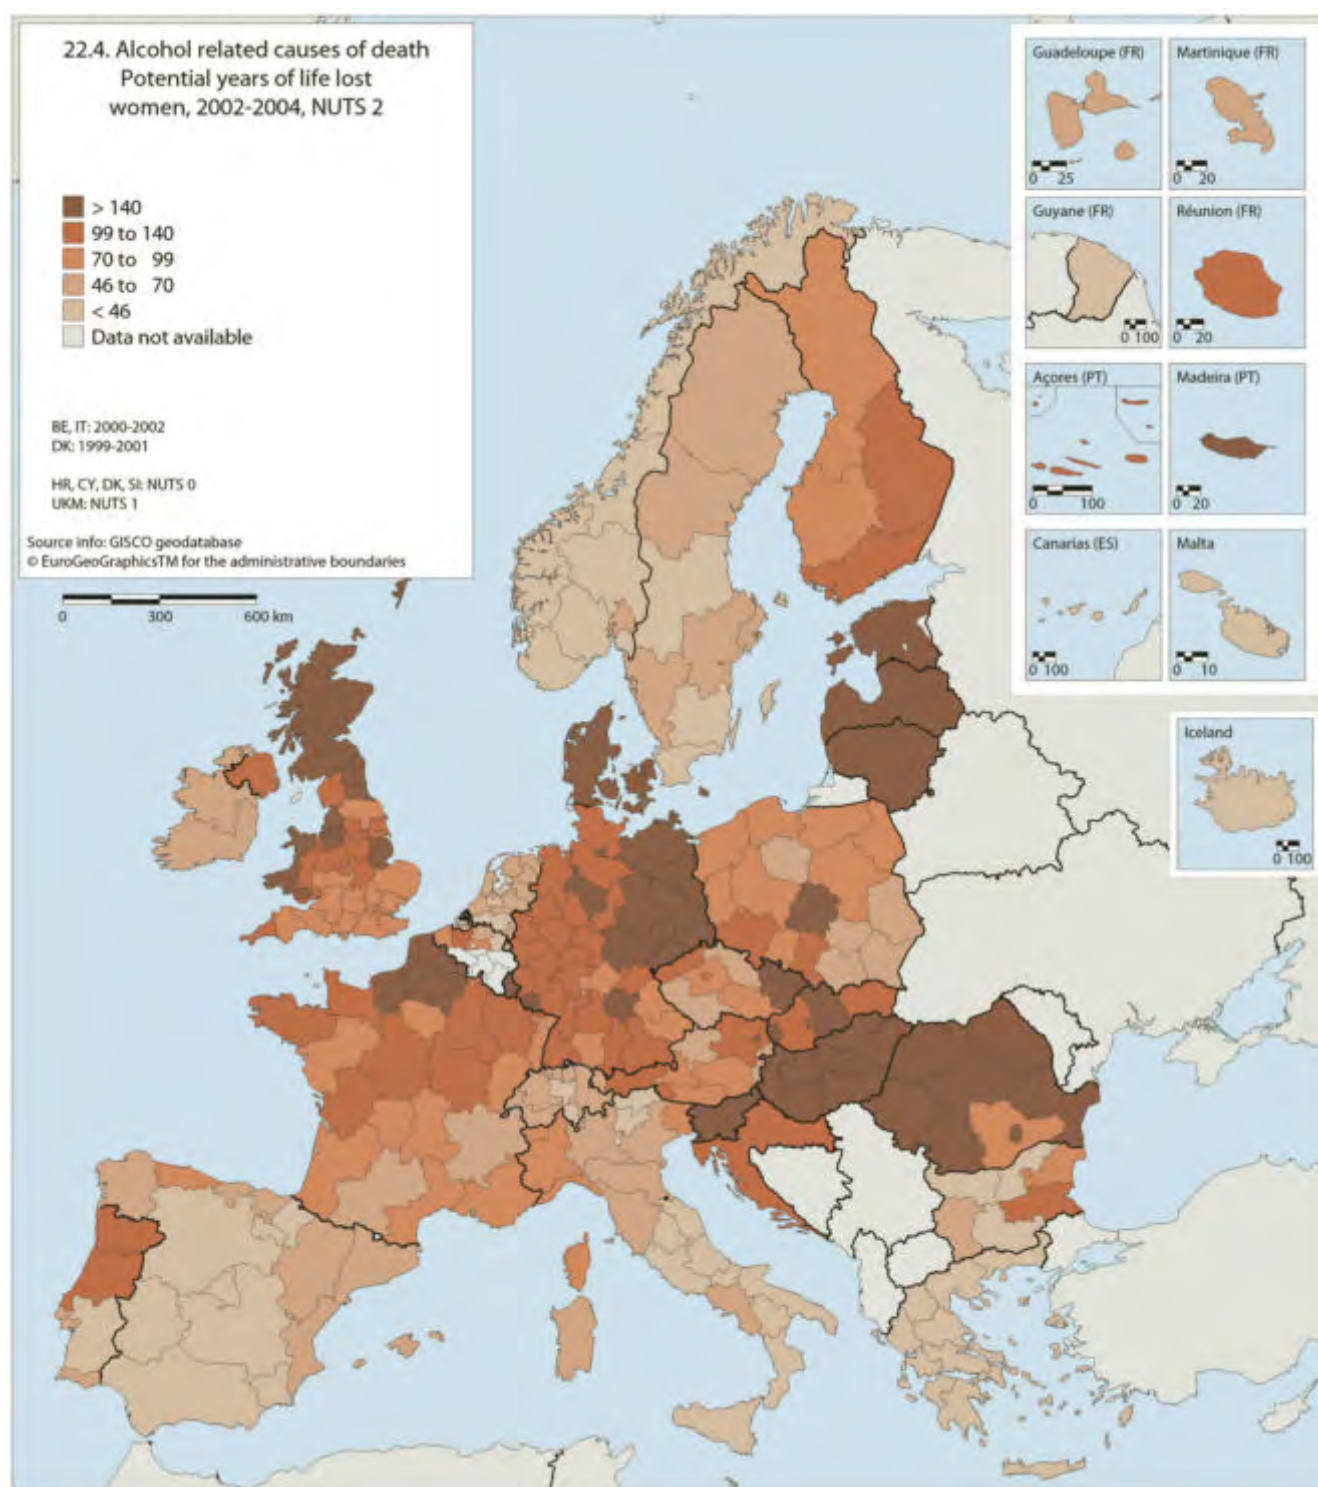 22.4. Alcohol related causes of death
Potential years of life lost
women, 2002-2004, NUTS 2
> 140
99 to 140
70 to 99
46 to 70
< 46
Data not available
BE, IT: 2000-2002
DK: 1999-2001
HR, CY, DK, SI: NUTS 0
UKM: NUTS 1
Source info: GISCO geodatabase
© EuroGeoGraphicsTM for the administrative boundaries
0 300 600 km
Guadeloupe (FR)
0 25
Martinique (FR)
0 20
Guyane (FR)
0 100
Réunion (FR)
0 20
Açores (PT)
0 100
Madeira (PT)
0 20
Canarias (ES)
0 100
Malta
0 10
Iceland
0 100